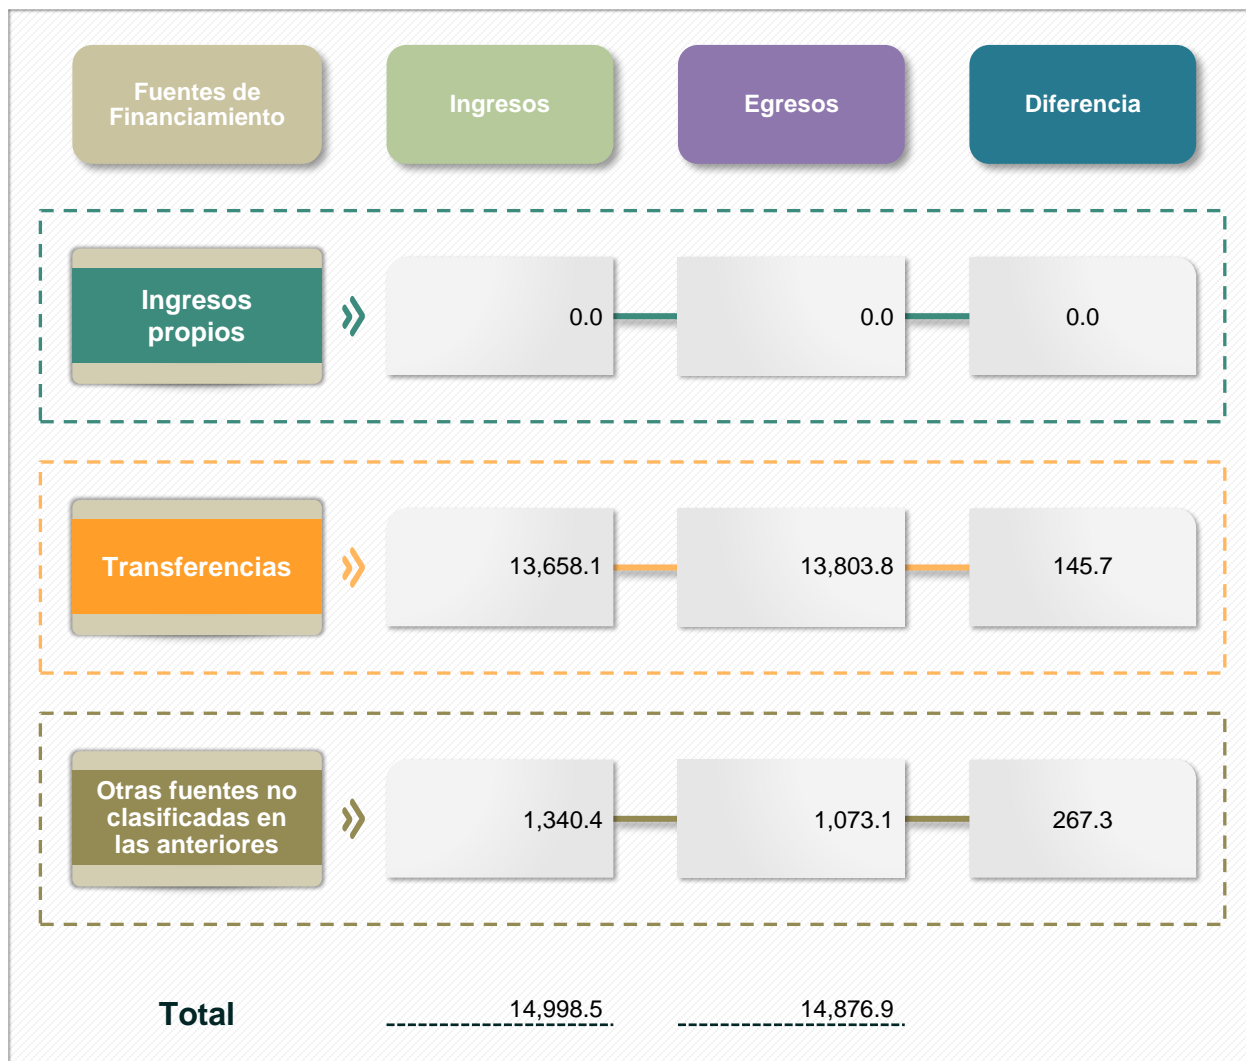 Fuentes de
Financiamiento
Ingresos
Egresos
Diferencia
Ingresos
propios
0.0
0.0
0.0
Transferencias
13,658.1
13,803.8
145.7
Otras fuentes no
clasificadas en
las anteriores
1,340.4
1,073.1
267.3
Total
14,998.5
14,876.9